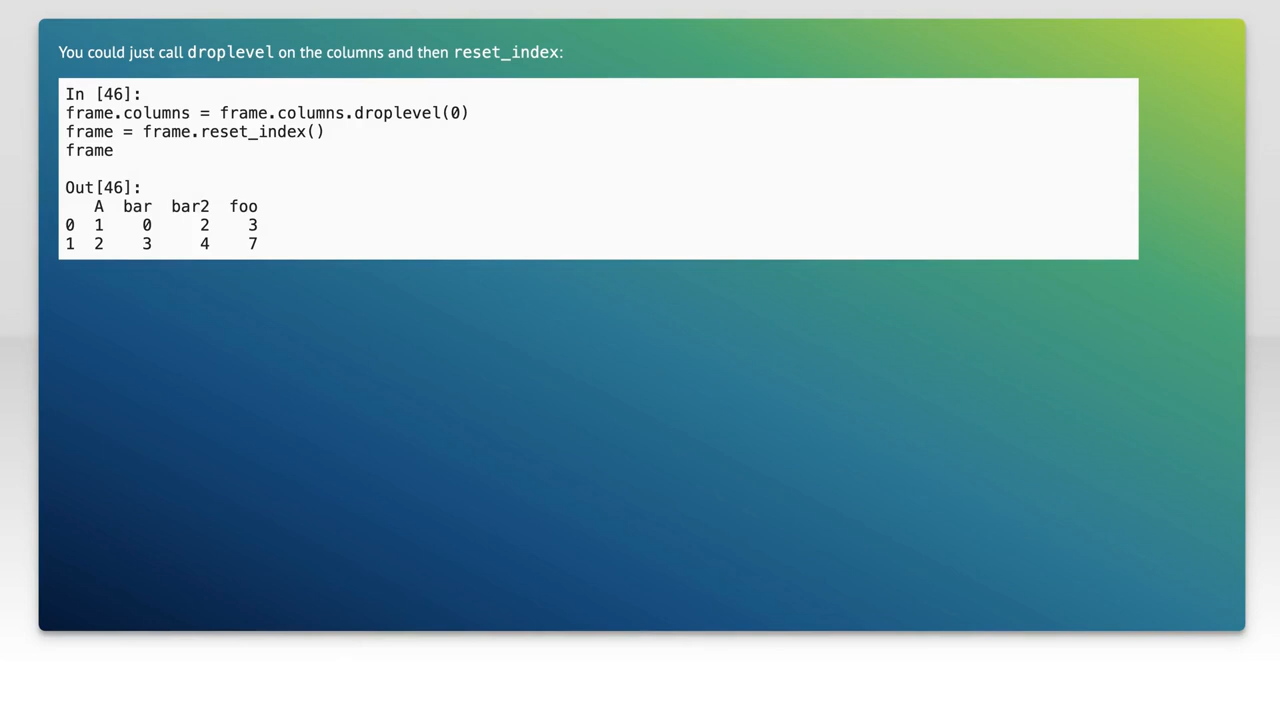 You could just call droplevel on the columns and then reset_index:
In [46]:
frame.columns = frame.columns.droplevel(0)
frame = frame.reset_index()
frame
Out[46]:
   A  bar  bar2  foo
0  1    0     2    3
1  2    3     4    7